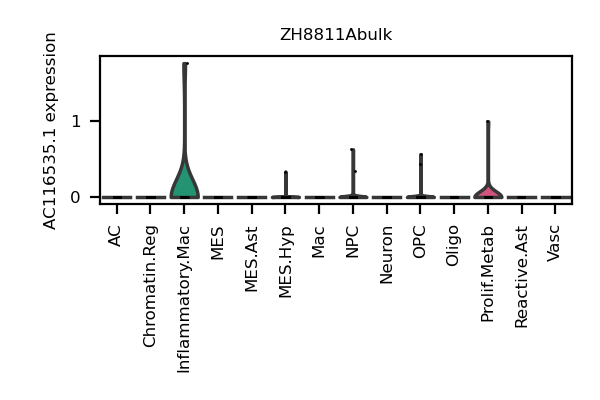 ZH8811Abulk
AC116535.1 expression
1
0
AC
Chromatin.Reg
Inflammatory.Mac
MES
MES.Ast
MES.Hyp
Mac
NPC
Neuron
OPC
Oligo
Prolif.Metab
Reactive.Ast
Vasc